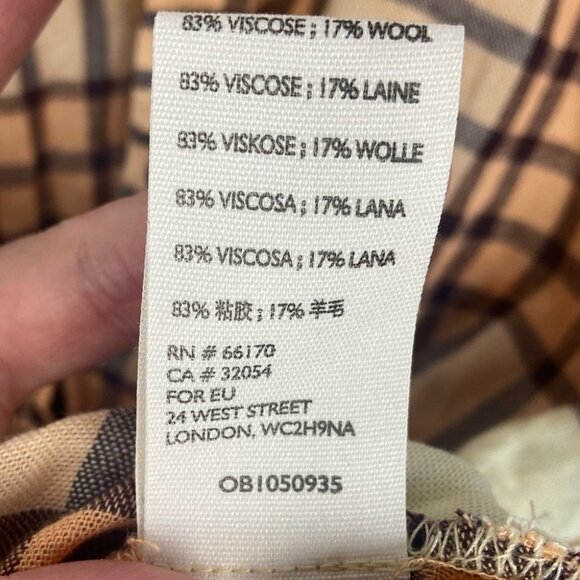 83% VISCOSE; 17% WOOL
83% VISCOSE; 17% LAINE
83% VISKOSE; 17% WOLLE
83% VISCOSA; 17% LANA
83% VISCOSA; 17% LANA
83% 粘胶; 17% 羊毛
RN # 66170
CA # 32054
FOR EU
24 WEST STREET
LONDON, WC2H9NA
OB1050935